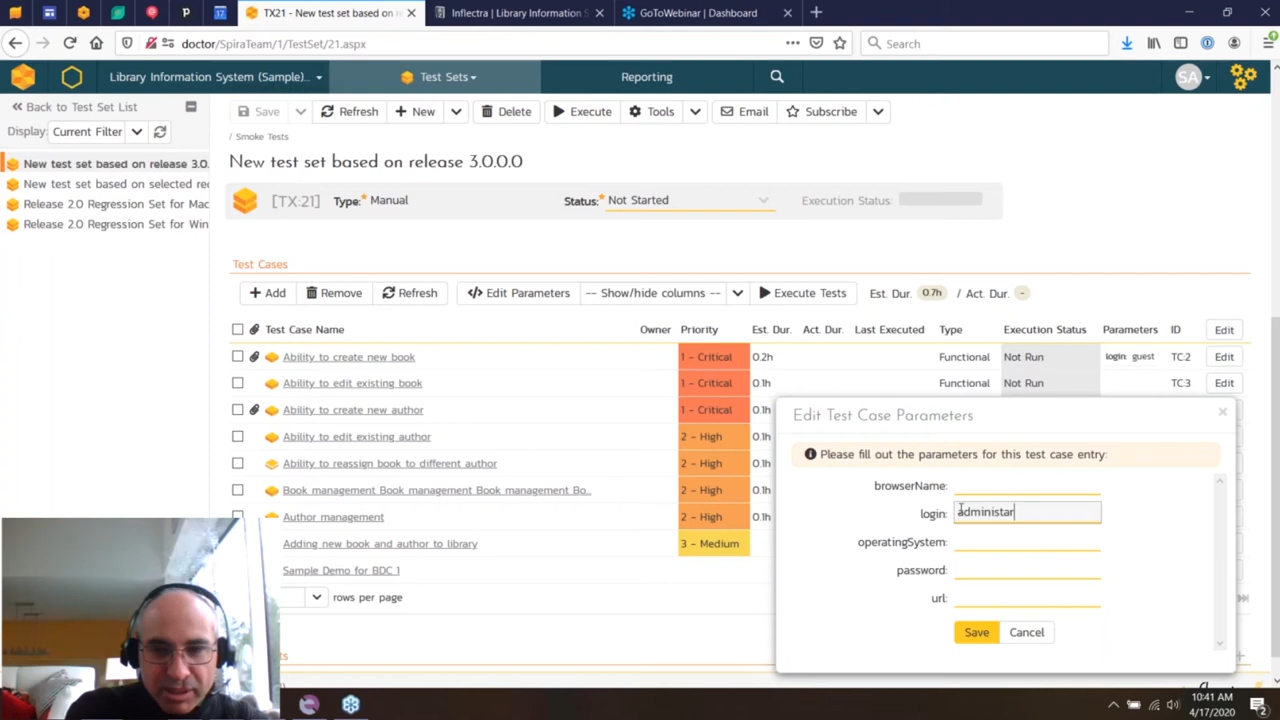 TX21 - New test set based on re
Inflectra | Library Information S
GoToWebinar | Dashboard
doctor/SpiraTeam/1/TestSet/21.aspx
Search
Library Information System (Sample)...
Test Sets
Reporting
SA
Back to Test Set List
Display: Current Filter
New test set based on release 3.0.
New test set based on selected rec
Release 2.0 Regression Set for Mac
Release 2.0 Regression Set for Win
Save Refresh New Delete Execute Tools Email Subscribe
/ Smoke Tests
New test set based on release 3.0.0.0
[TX:21] Type:* Manual Status:* Not Started Execution Status:
Test Cases
Add Remove Refresh Edit Parameters -- Show/hide columns -- Execute Tests Est. Dur. 0.7h / Act. Dur. -
Test Case Name Owner Priority Est. Dur. Act. Dur. Last Executed Type Execution Status Parameters ID Edit
Ability to create new book 1 - Critical 0.2h Functional Not Run login: guest TC:2 Edit
Ability to edit existing book 1 - Critical 0.1h Functional Not Run TC:3 Edit
Ability to create new author 1 - Critical 0.1h
Ability to edit existing author 2 - High 0.1h
Ability to reassign book to different author 2 - High 0.1h
Book management Book management Book management Bo... 2 - High 0.1h
Author management 2 - High 0.1h
Adding new book and author to library 3 - Medium
Sample Demo for BDC 1
rows per page
Edit Test Case Parameters
Please fill out the parameters for this test case entry:
browserName:
login: administar
operatingSystem:
password:
url:
Save Cancel
10:41 AM
4/17/2020
2